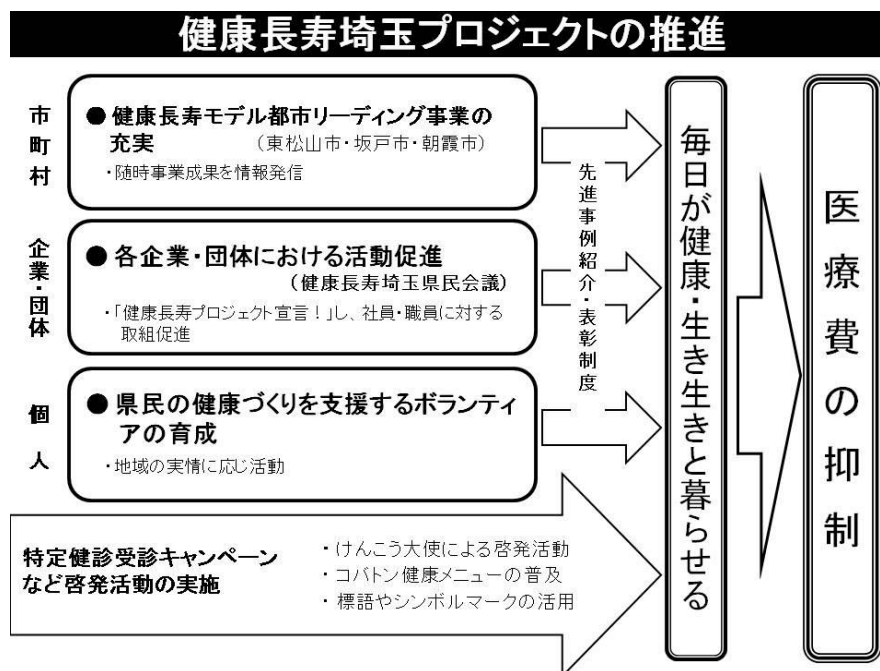 健康長寿埼玉プロジェクトの推進
市町村
●健康長寿モデル都市リーディング事業の
充実　（東松山市・坂戸市・朝霞市）
・随時事業成果を情報発信
企業・団体
●各企業・団体における活動促進
（健康長寿埼玉県民会議）
・「健康長寿プロジェクト宣言！」し、社員・職員に対する
取組促進
個人
●県民の健康づくりを支援するボランティ
アの育成
・地域の実情に応じ活動
先進事例紹介・表彰制度
特定健診受診キャンペーン
など啓発活動の実施
・けんこう大使による啓発活動
・コバトン健康メニューの普及
・標語やシンボルマークの活用
毎日が健康・生き生きと暮らせる
医療費の抑制